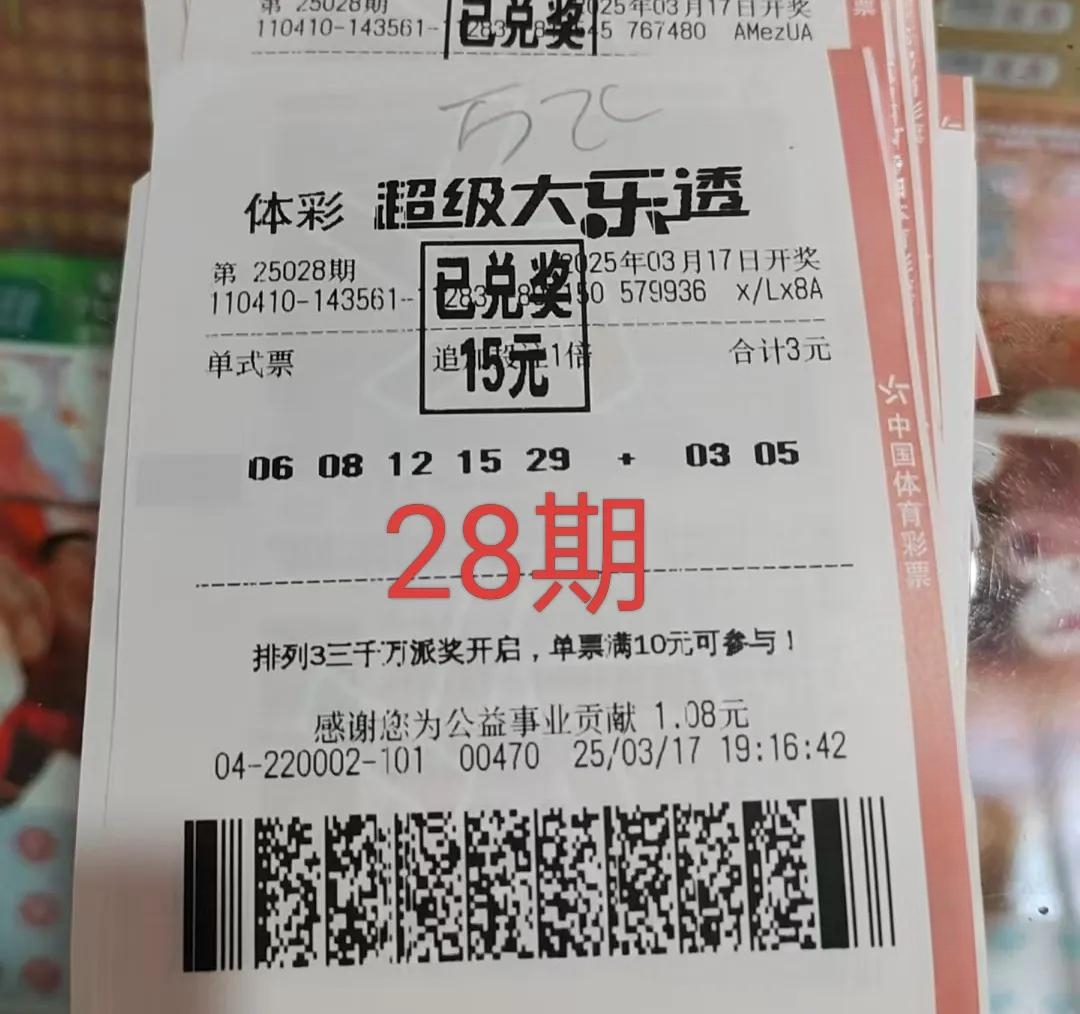 第 25028期
2025年03月17日开奖
110410-143561-
767480 AMezUA
已兑奖
万飞
体彩 超级大乐透
第 25028期
2025年03月17日开奖
110410-143561-
579936 x/Lx8A
已兑奖
15元
单式票
追加投注1倍
合计3元
06 08 12 15 29 + 03 05
28期
排列3三千万派奖开启，单票满10元可参与！
感谢您为公益事业贡献 1.08元
04-220002-101 00470 25/03/17 19:16:42
中国体育彩票